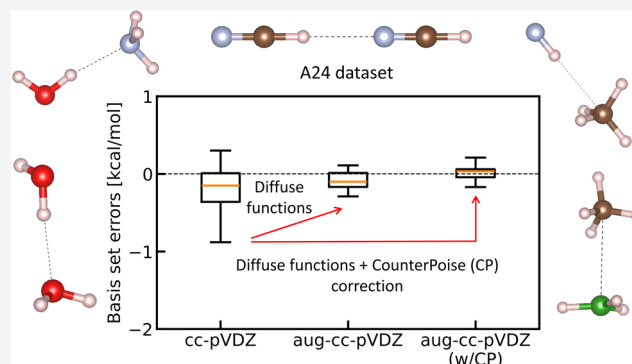 A24 dataset
Basis set errors [kcal/mol]
1
0
−1
−2
Diffuse
functions
Diffuse functions + CounterPoise (CP)
correction
cc-pVDZ
aug-cc-pVDZ
aug-cc-pVDZ
(w/CP)